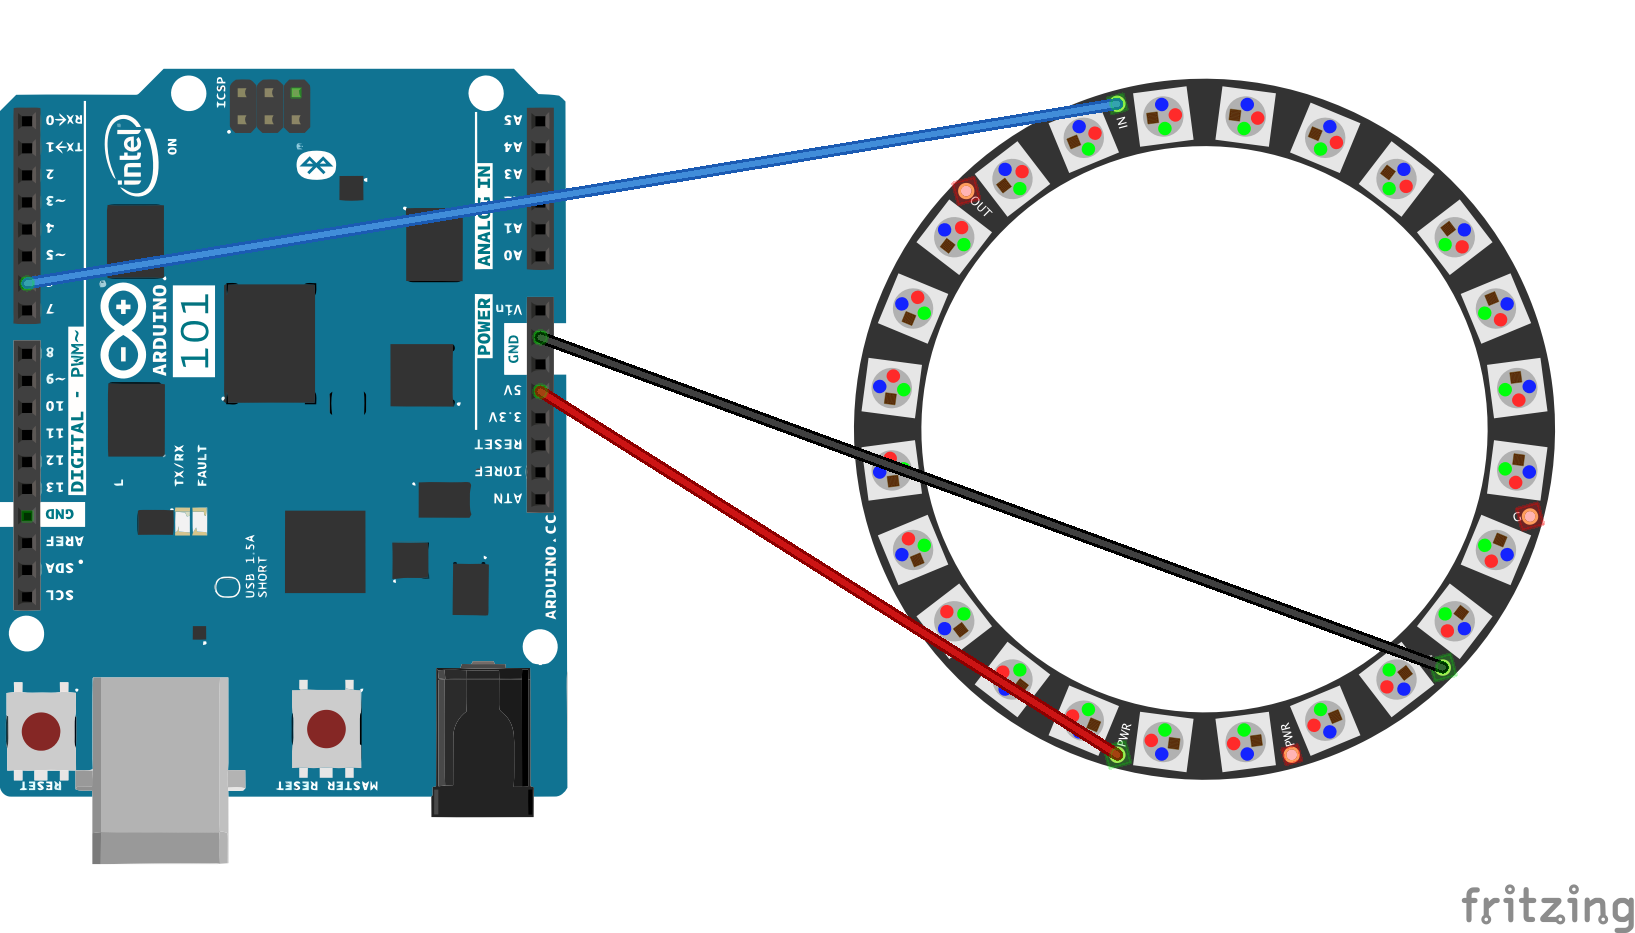 ICSP
RX←0
TX→1
2
~3
4
~5
7
8
~9
10
11
12
13
GND
AREF
SDA
SCL
DIGITAL - PWM~
intel
ON
ARDUINO
101
L
TX/RX
FAULT
USB 1.5A
SHORT
A5
A4
A3
A1
A0
ANALOG IN
Vin
GND
5V
3.3V
RESET
IOREF
ATN
POWER
ARDUINO.CC
RESET
MASTER RESET
IN
OUT
PWR
PWR
fritzing